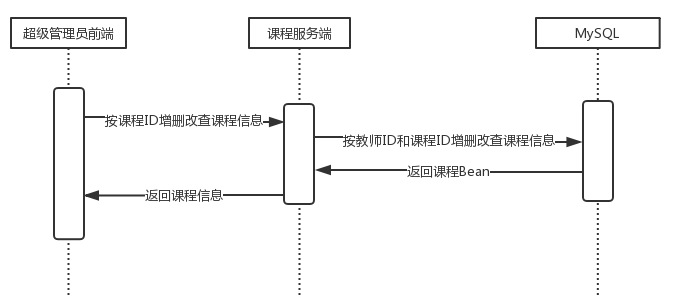 超级管理员前端
课程服务端
MySQL
按课程ID增删改查课程信息
按教师ID和课程ID增删改查课程信息
返回课程Bean
返回课程信息